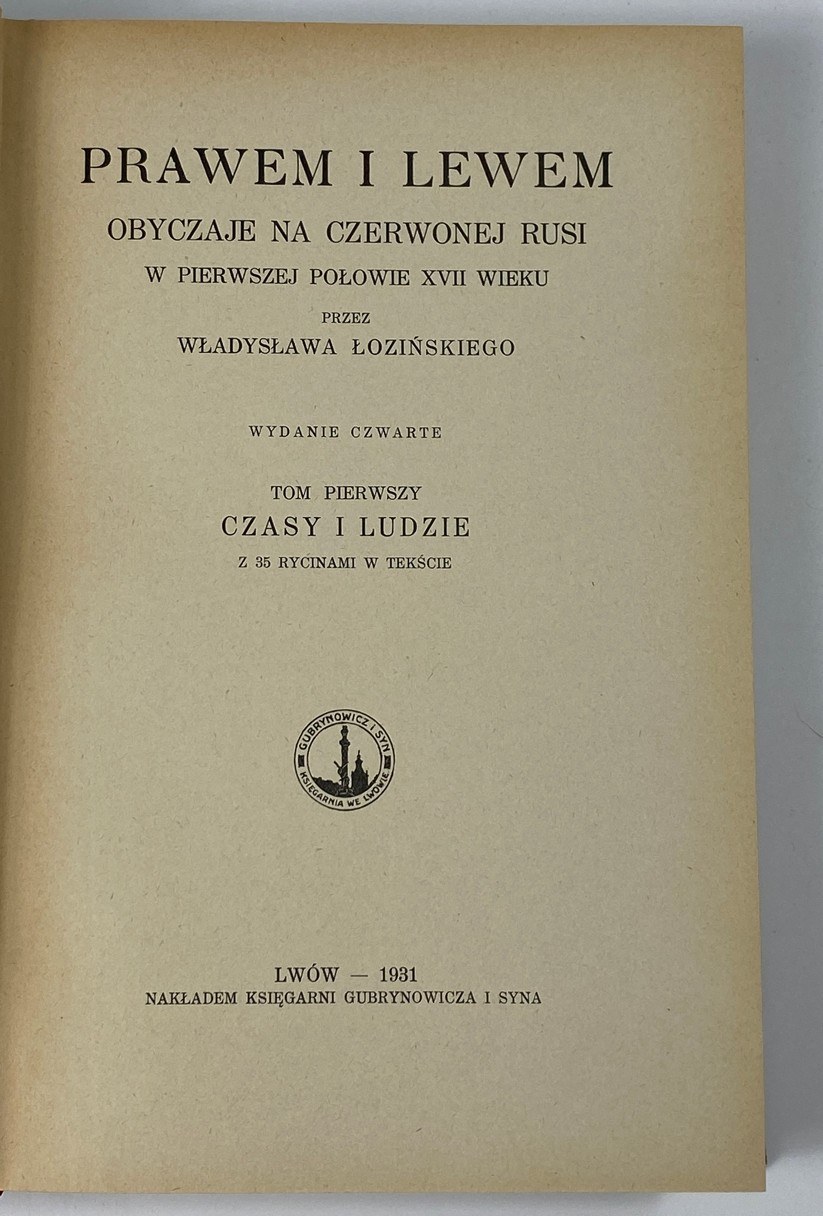 PRAWEM I LEWEM
OBYCZAJE NA CZERWONEJ RUSI
W PIERWSZEJ POŁOWIE XVII WIEKU
PRZEZ
WŁADYSŁAWA ŁOZIŃSKIEGO
WYDANIE CZWARTE
TOM PIERWSZY
CZASY I LUDZIE
Z 35 RYCINAMI W TEKŚCIE
GUBRYNOWICZ I SYN
KSIĘGARNIA WE LWOWIE
LWÓW — 1931
NAKŁADEM KSIĘGARNI GUBRYNOWICZA I SYNA